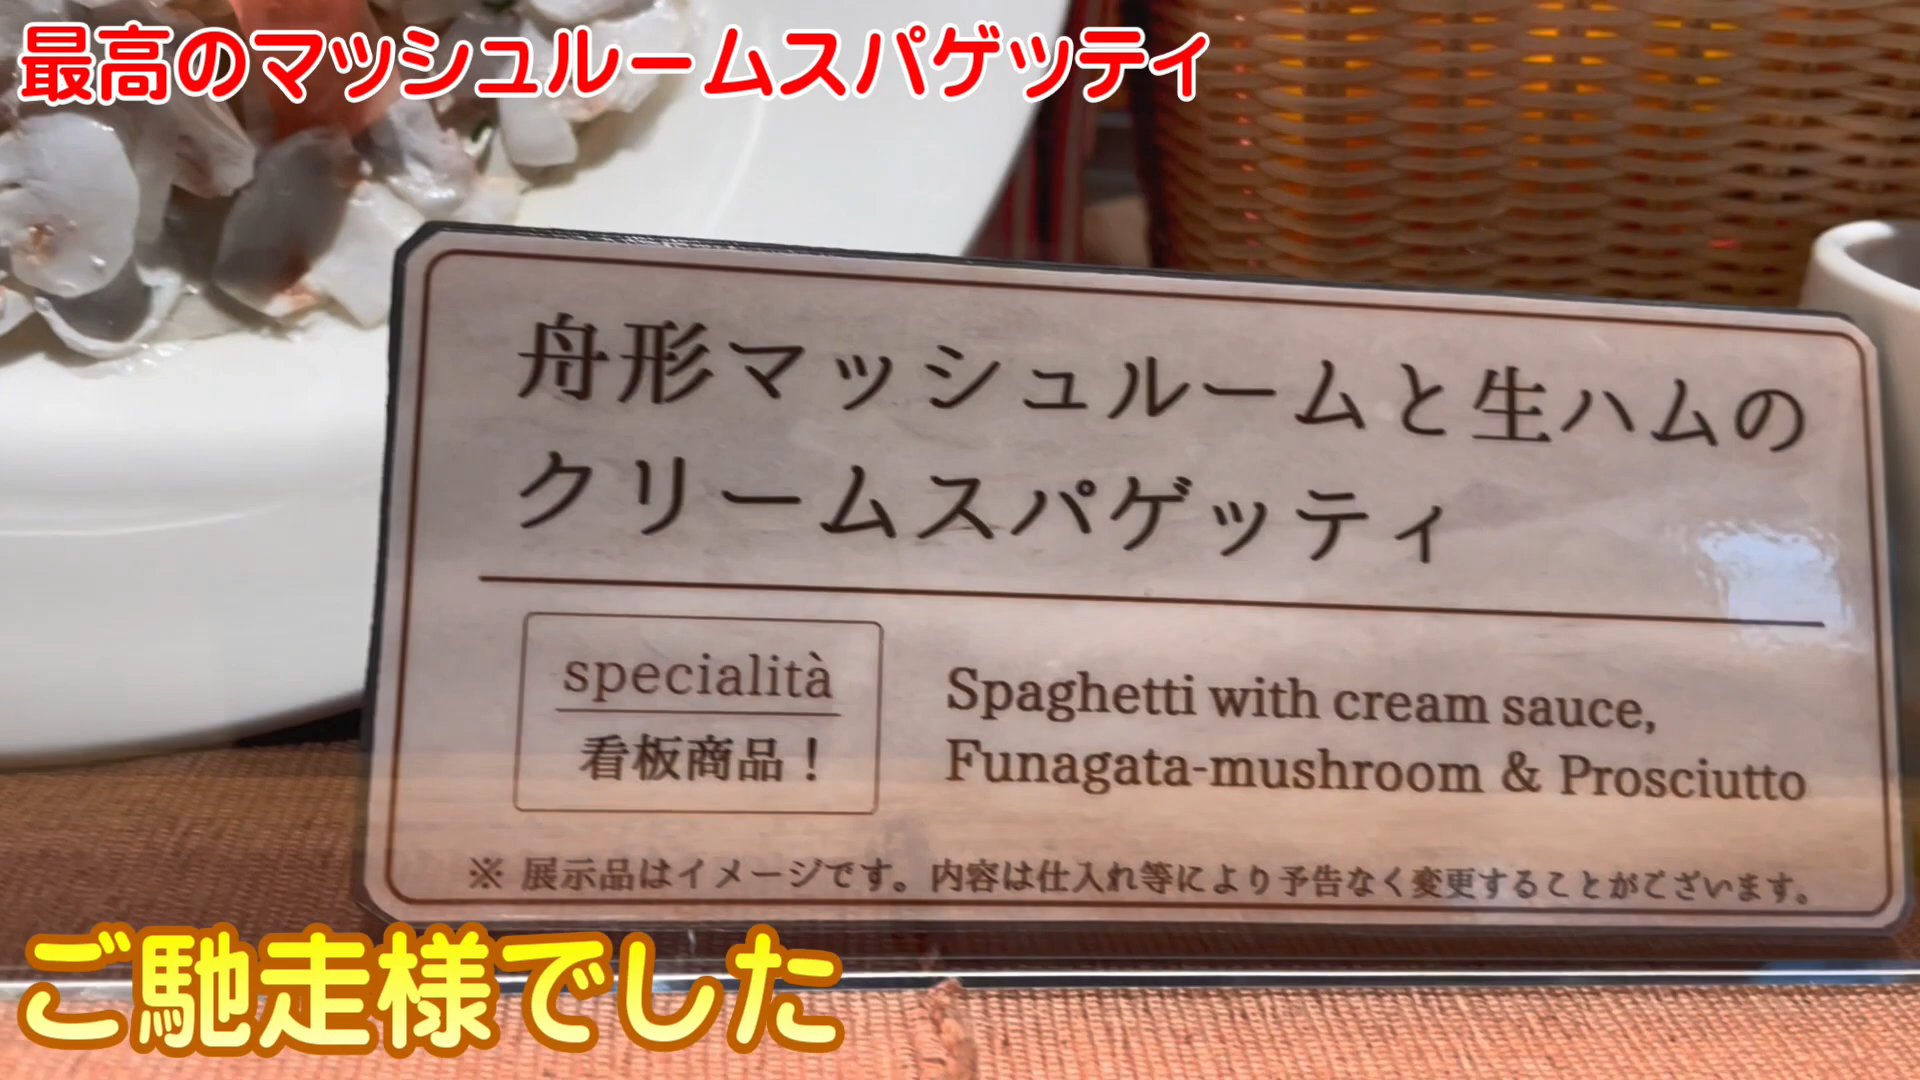 最高のマッシュルームスパゲッティ
舟形マッシュルームと生ハムの
クリームスパゲッティ
specialità
看板商品！
Spaghetti with cream sauce,
Funagata-mushroom & Prosciutto
※ 展示品はイメージです。内容は仕入れ等により予告なく変更することがございます。
ご馳走様でした